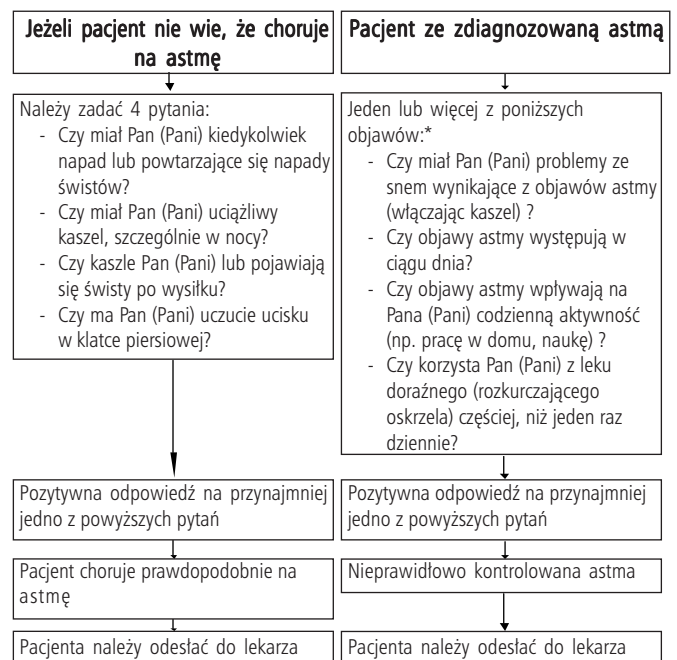 Jeżeli pacjent nie wie, że choruje
na astmę
Należy zadać 4 pytania:
- Czy miał Pan (Pani) kiedykolwiek
napad lub powtarzające się napady
świstów?
- Czy miał Pan (Pani) uciążliwy
kaszel, szczególnie w nocy?
- Czy kaszle Pan (Pani) lub pojawiają
się świsty po wysiłku?
- Czy ma Pan (Pani) uczucie ucisku
w klatce piersiowej?
Pozytywna odpowiedź na przynajmniej
jedno z powyższych pytań
Pacjent choruje prawdopodobnie na
astmę
Pacjenta należy odesłać do lekarza
Pacjent ze zdiagnozowaną astmą
Jeden lub więcej z poniższych
objawów:*
- Czy miał Pan (Pani) problemy ze
snem wynikające z objawów astmy
(włączając kaszel) ?
- Czy objawy astmy występują w
ciągu dnia?
- Czy objawy astmy wpływają na
Pana (Pani) codzienną aktywność
(np. pracę w domu, naukę) ?
- Czy korzysta Pan (Pani) z leku
doraźnego (rozkurczającego
oskrzela) częściej, niż jeden raz
dziennie?
Pozytywna odpowiedź na przynajmniej
jedno z powyższych pytań
Nieprawidłowo kontrolowana astma
Pacjenta należy odesłać do lekarza